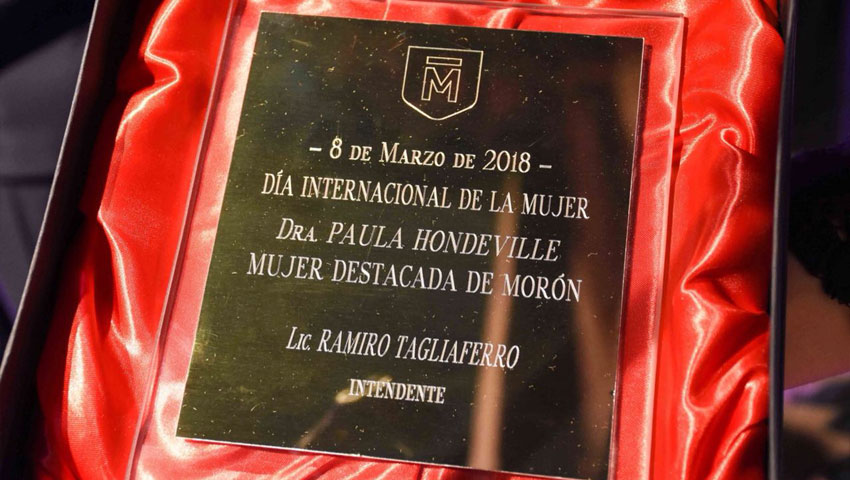 M
– 8 DE MARZO DE 2018 –
DÍA INTERNACIONAL DE LA MUJER
DRA. PAULA HONDEVILLE
MUJER DESTACADA DE MORÓN
LIC. RAMIRO TAGLIAFERRO
INTENDENTE